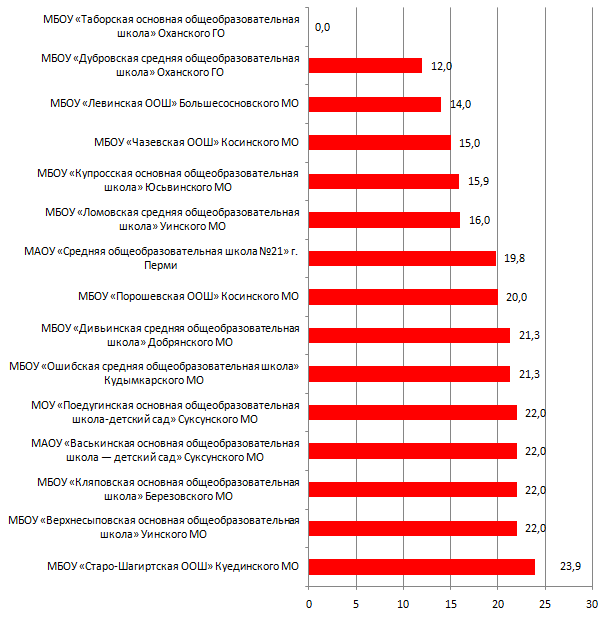 МБОУ «Таборская основная общеобразовательная
школа» Оханского ГО
0,0
МБОУ «Дубровская средняя общеобразовательная
школа» Оханского ГО
12,0
МБОУ «Левинская ООШ» Большесосновского МО
14,0
МБОУ «Чазевская ООШ» Косинского МО
15,0
МБОУ «Купросская основная общеобразовательная
школа» Юсьвинского МО
15,9
МБОУ «Ломовская средняя общеобразовательная
школа» Уинского МО
16,0
МАОУ «Средняя общеобразовательная школа №21» г.
Перми
19,8
МБОУ «Порошевская ООШ» Косинского МО
20,0
МБОУ «Дивьинская средняя общеобразовательная
школа» Добрянского МО
21,3
МБОУ «Ошибская средняя общеобразовательная школа»
Кудымкарского МО
21,3
МОУ «Поедугинская основная общеобразовательная
школа-детский сад» Суксунского МО
22,0
МАОУ «Васькинская основная общеобразовательная
школа — детский сад» Суксунского МО
22,0
МБОУ «Кляповская основная общеобразовательная
школа» Березовского МО
22,0
МБОУ «Верхнесыповская основная общеобразовательная
школа» Уинского МО
22,0
МБОУ «Старо-Шагиртская ООШ» Куединского МО
23,9
0 5 10 15 20 25 30